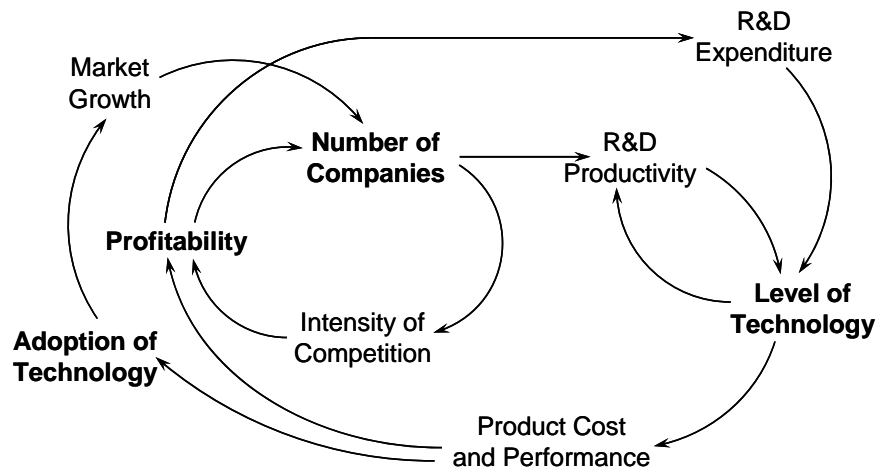 R&D
Expenditure
Market
Growth
Number of
Companies
R&D
Productivity
Profitability
Level of
Technology
Intensity of
Competition
Adoption of
Technology
Product Cost
and Performance